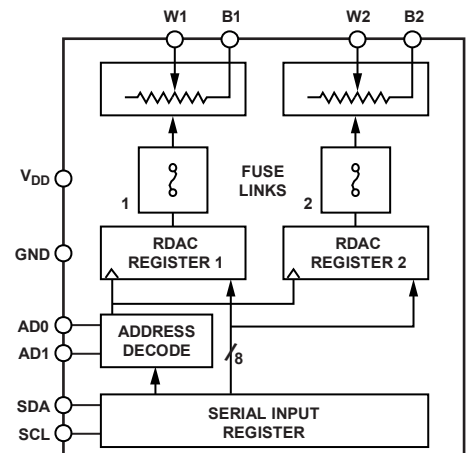 W1
B1
W2
B2
VDD
1
FUSE
LINKS
2
GND
RDAC
REGISTER 1
RDAC
REGISTER 2
AD0
AD1
ADDRESS
DECODE
8
SDA
SCL
SERIAL INPUT
REGISTER